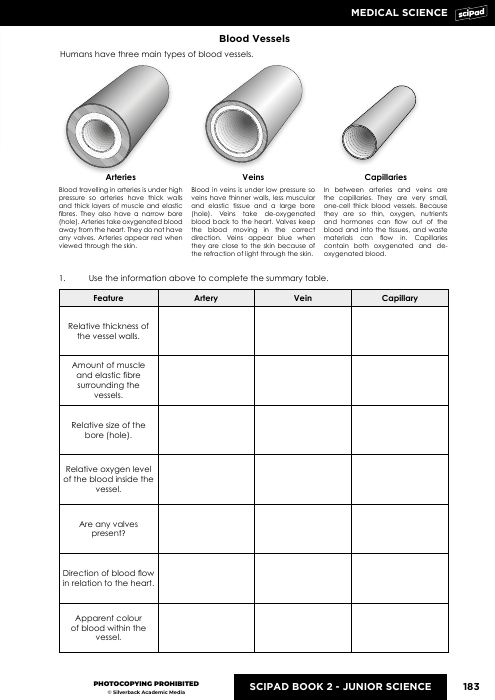 MEDICAL SCIENCE
scipad
Blood Vessels
Humans have three main types of blood vessels.
Arteries
Blood travelling in arteries is under high
pressure so arteries have thick walls
and thick layers of muscle and elastic
fibres. They also have a narrow bore
(hole). Arteries take oxygenated blood
away from the heart. They do not have
any valves. Arteries appear red when
viewed through the skin.
Veins
Blood in veins is under low pressure so
veins have thinner walls, less muscular
and elastic tissue and a large bore
(hole). Veins take de-oxygenated
blood back to the heart. Valves keep
the blood moving in the correct
direction. Veins appear blue when
they are close to the skin because of
the refraction of light through the skin.
Capillaries
In between arteries and veins are
the capillaries. They are very small,
one-cell thick blood vessels. Because
they are so thin, oxygen, nutrients
and hormones can flow out of the
blood and into the tissues, and waste
materials can flow in. Capillaries
contain both oxygenated and de-
oxygenated blood.
1. Use the information above to complete the summary table.
Feature
Artery
Vein
Capillary
Relative thickness of
the vessel walls.
Amount of muscle
and elastic fibre
surrounding the
vessels.
Relative size of the
bore (hole).
Relative oxygen level
of the blood inside the
vessel.
Are any valves
present?
Direction of blood flow
in relation to the heart.
Apparent colour
of blood within the
vessel.
PHOTOCOPYING PROHIBITED
© Silverback Academic Media
SCIPAD BOOK 2 - JUNIOR SCIENCE
183